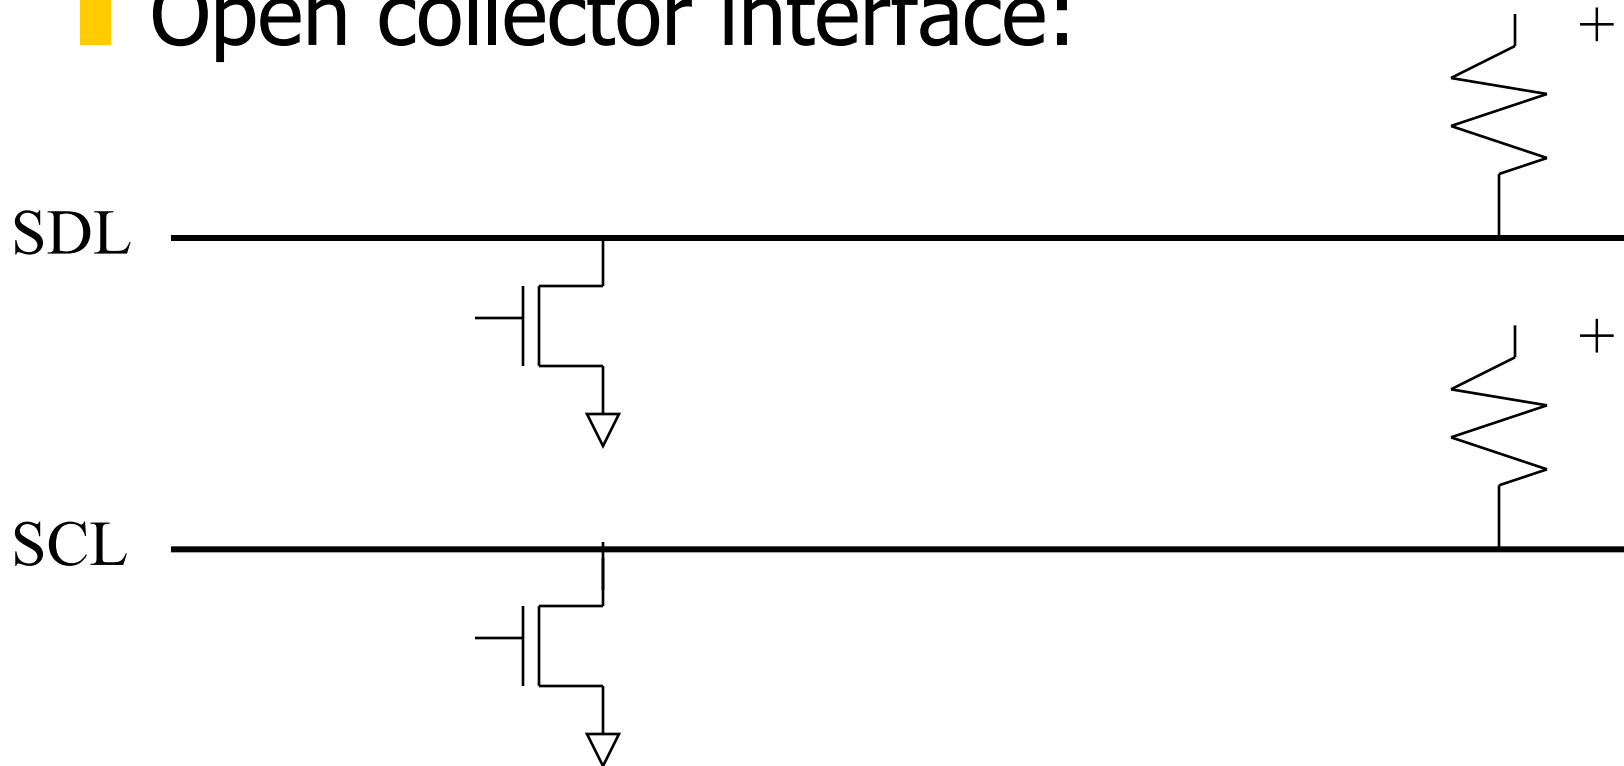 Open collector interface:
+
SDL
+
SCL